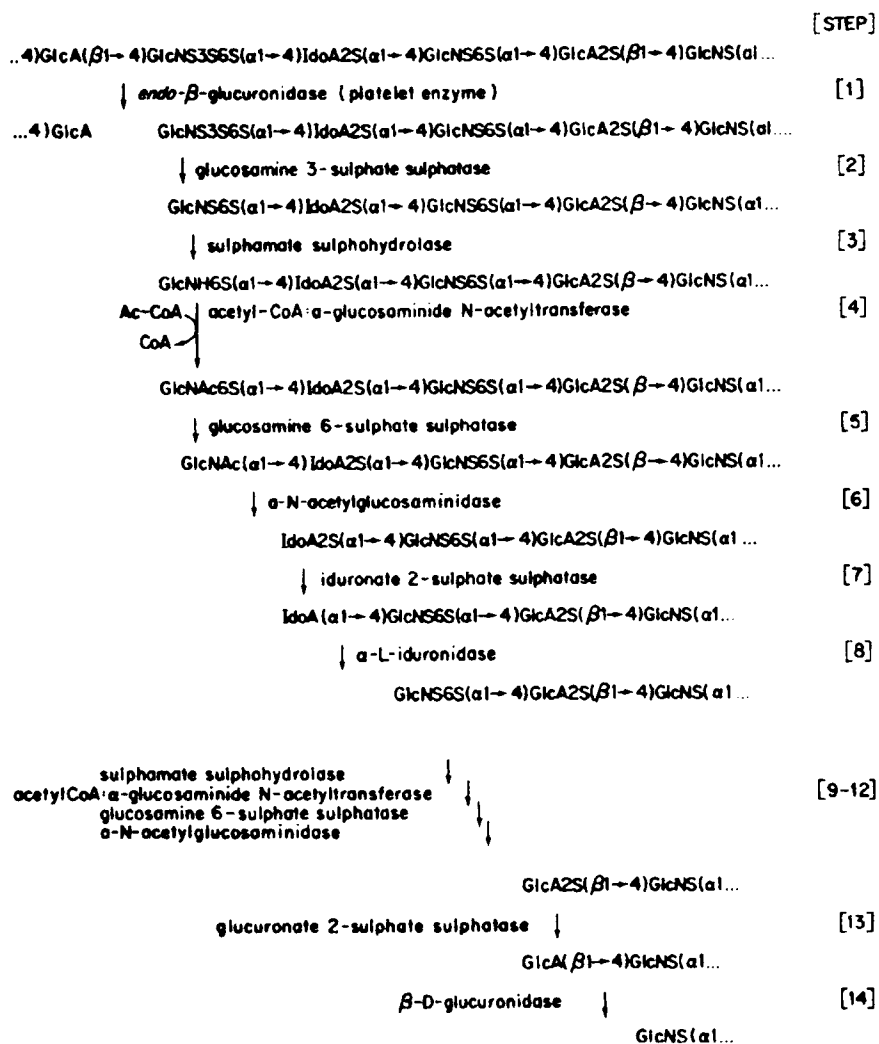 [STEP]
..4)GlcA(β1→4)GlcNS3S6S(α1→4)IdoA2S(α1→4)GlcNS6S(α1→4)GlcA2S(β1→4)GlcNS(αl...
endo-β-glucuronidase (platelet enzyme) [1]
...4)GlcA GlcNS3S6S(α1→4)IdoA2S(α1→4)GlcNS6S(α1→4)GlcA2S(β1→4)GlcNS(αl....
↓ glucosamine 3-sulphate sulphatase [2]
GlcNS6S(α1→4)IdoA2S(α1→4)GlcNS6S(α1→4)GlcA2S(β→4)GlcNS(α1...
↓ sulphamate sulphohydrolase [3]
GlcNH6S(α1→4)IdoA2S(α1→4)GlcNS6S(α1→4)GlcA2S(β→4)GlcNS(α1...
Ac-CoA acetyl-CoA:α-glucosaminide N-acetyltransferase [4]
CoA
GlcNAc6S(α1→4)IdoA2S(α1→4)GlcNS6S(α1→4)GlcA2S(β→4)GlcNS(α1...
↓ glucosamine 6-sulphate sulphatase [5]
GlcNAc(α1→4)IdoA2S(α1→4)GlcNS6S(α1→4)GlcA2S(β→4)GlcNS(α1...
↓ α-N-acetylglucosaminidase [6]
IdoA2S(α1→4)GlcNS6S(α1→4)GlcA2S(β1→4)GlcNS(α1...
↓ iduronate 2-sulphate sulphatase [7]
IdoA(α1→4)GlcNS6S(α1→4)GlcA2S(β1→4)GlcNS(α1...
↓ α-L-iduronidase [8]
GlcNS6S(α1→4)GlcA2S(β1→4)GlcNS(α1...
sulphamate sulphohydrolase ↓
acetylCoA:α-glucosaminide N-acetyltransferase ↓ [9-12]
glucosamine 6-sulphate sulphatase ↓
α-N-acetylglucosaminidase ↓
GlcA2S(β1→4)GlcNS(α1...
glucuronate 2-sulphate sulphatase ↓ [13]
GlcA(β1→4)GlcNS(α1...
β-D-glucuronidase ↓ [14]
GlcNS(α1...